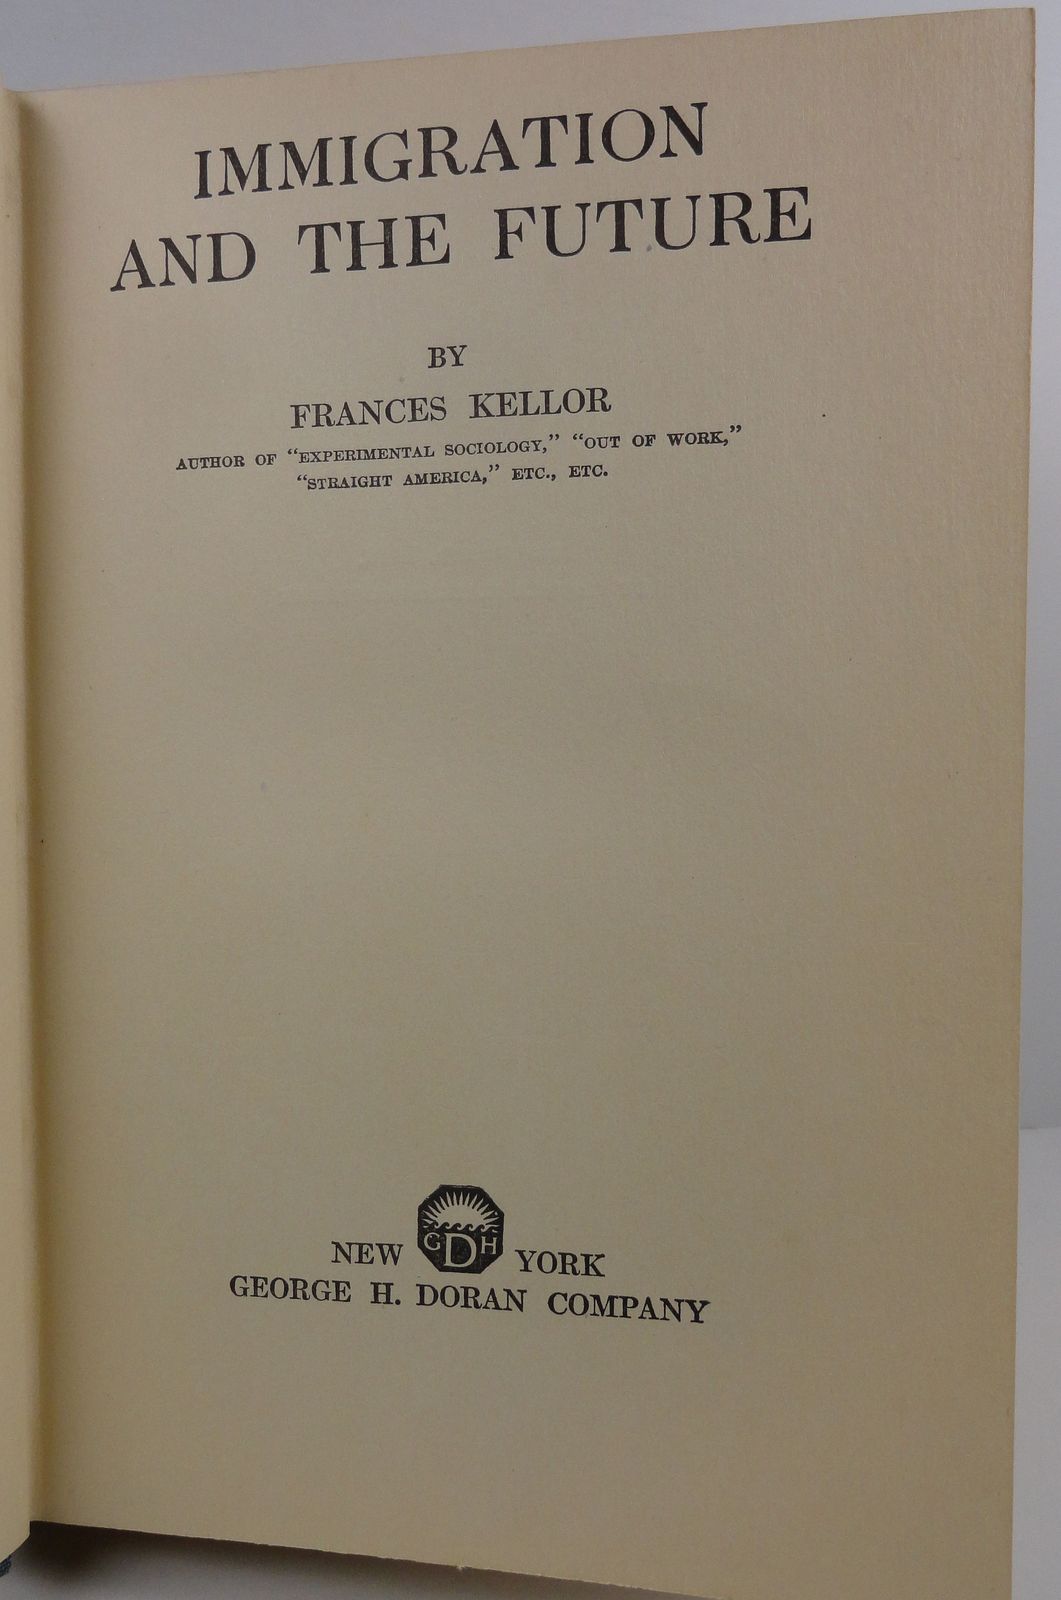 IMMIGRATION
AND THE FUTURE
BY
FRANCES KELLOR
AUTHOR OF “EXPERIMENTAL SOCIOLOGY,” “OUT OF WORK,”
“STRAIGHT AMERICA,” ETC., ETC.
NEW GDH YORK
GEORGE H. DORAN COMPANY